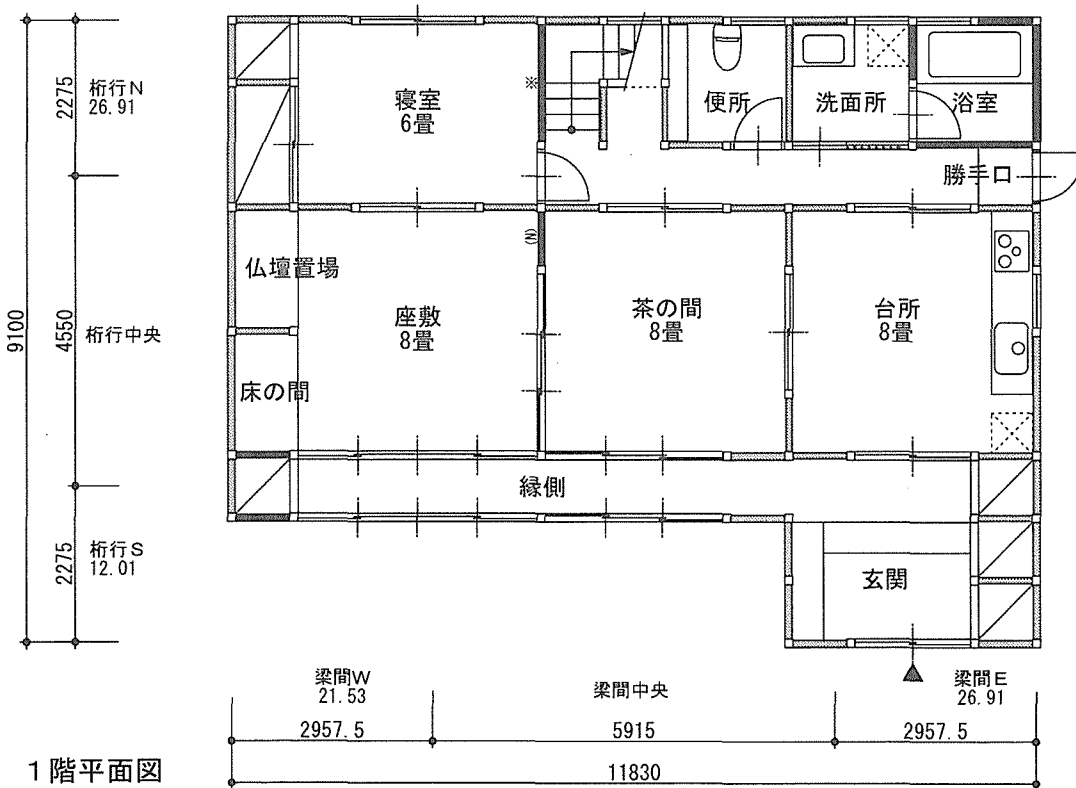 2275
桁行N
26.91
9100
4550
桁行中央
2275
桁行S
12.01
寝室
6畳
※
便所
洗面所
浴室
勝手口
仏壇置場
(N)
座敷
8畳
茶の間
8畳
台所
8畳
床の間
縁側
玄関
梁間W
21.53
梁間中央
梁間E
26.91
2957.5
5915
2957.5
11830
1階平面図